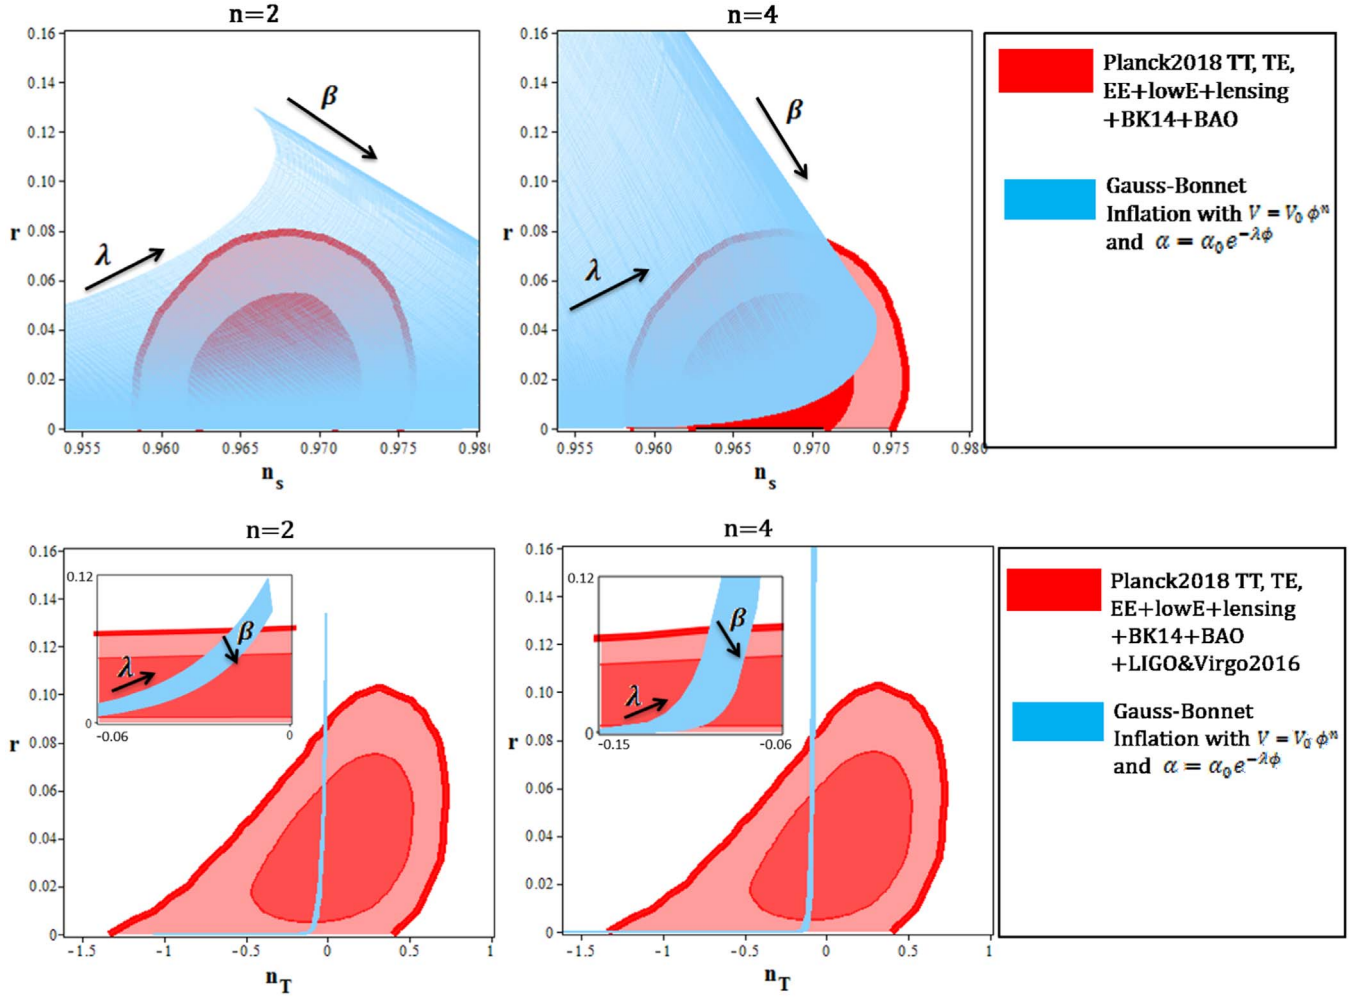 n=2
0.16
0.14
0.12
0.10
0.08
0.06
0.04
0.02
0
r
β
λ
0.955 0.960 0.965 0.970 0.975 0.980
n_s
n=4
0.16
0.14
0.12
0.10
0.08
0.06
0.04
0.02
0
r
β
λ
0.955 0.960 0.965 0.970 0.975 0.980
n_s
Planck2018 TT, TE,
EE+lowE+lensing
+BK14+BAO
Gauss-Bonnet
Inflation with V = V₀ φⁿ
and α = α₀e^{-λφ}
n=2
0.16
0.14
0.12
0.10
0.08
0.06
0.04
0.02
0
r
0.12
0
-0.06 0
β
λ
-1.5 -1 -0.5 0 0.5 1
n_T
n=4
0.16
0.14
0.12
0.10
0.08
0.06
0.04
0.02
0
r
0.12
0
-0.15 -0.06
β
λ
-1.5 -1 -0.5 0 0.5 1
n_T
Planck2018 TT, TE,
EE+lowE+lensing
+BK14+BAO
+LIGO&Virgo2016
Gauss-Bonnet
Inflation with V = V₀ φⁿ
and α = α₀e^{-λφ}